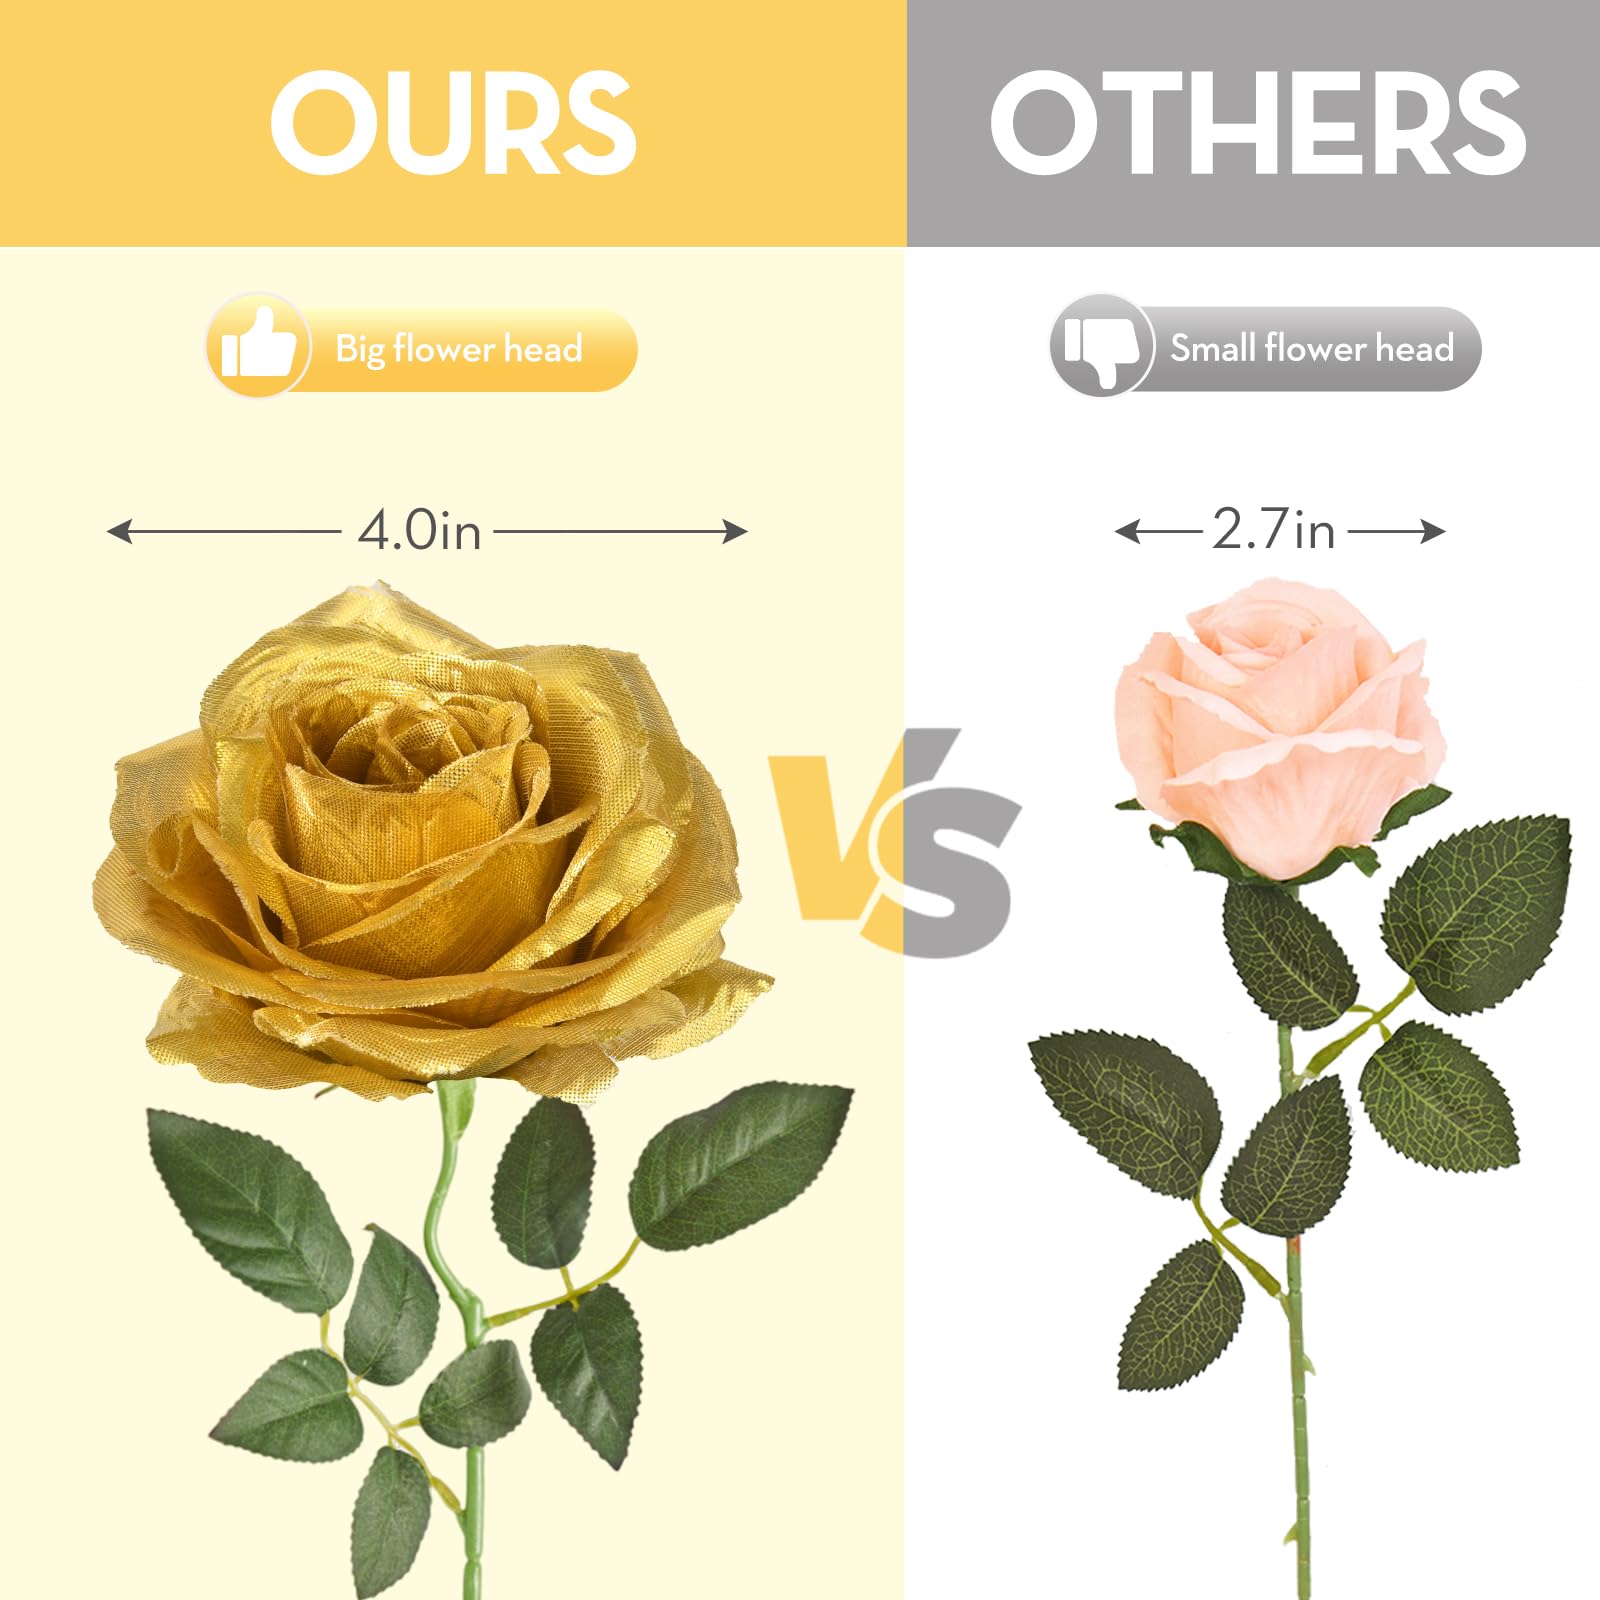 OURS
OTHERS
Big flower head
Small flower head
4.0in
2.7in
VS